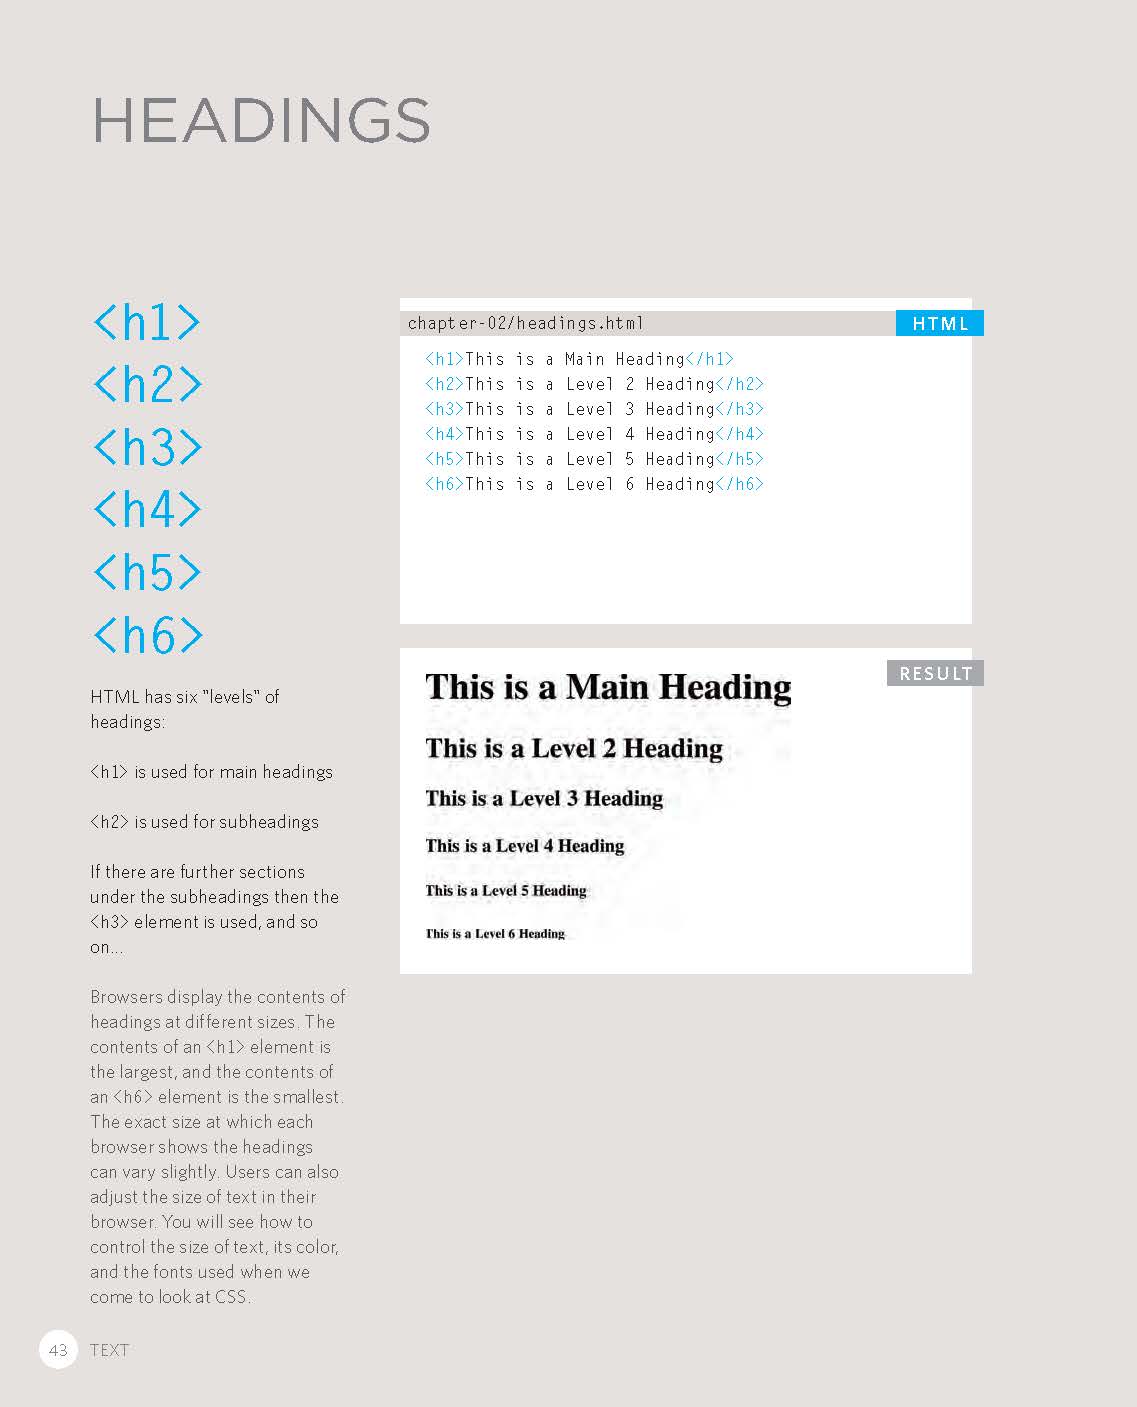 HEADINGS
<h1>
<h2>
<h3>
<h4>
<h5>
<h6>
HTML has six "levels" of
headings:
<h1> is used for main headings
<h2> is used for subheadings
If there are further sections
under the subheadings then the
<h3> element is used, and so
on...
Browsers display the contents of
headings at different sizes. The
contents of an <h1> element is
the largest, and the contents of
an <h6> element is the smallest.
The exact size at which each
browser shows the headings
can vary slightly. Users can also
adjust the size of text in their
browser. You will see how to
control the size of text, its color,
and the fonts used when we
come to look at CSS.
chapter-02/headings.html HTML
<h1>This is a Main Heading</h1>
<h2>This is a Level 2 Heading</h2>
<h3>This is a Level 3 Heading</h3>
<h4>This is a Level 4 Heading</h4>
<h5>This is a Level 5 Heading</h5>
<h6>This is a Level 6 Heading</h6>
RESULT
This is a Main Heading
This is a Level 2 Heading
This is a Level 3 Heading
This is a Level 4 Heading
This is a Level 5 Heading
This is a Level 6 Heading
43 TEXT